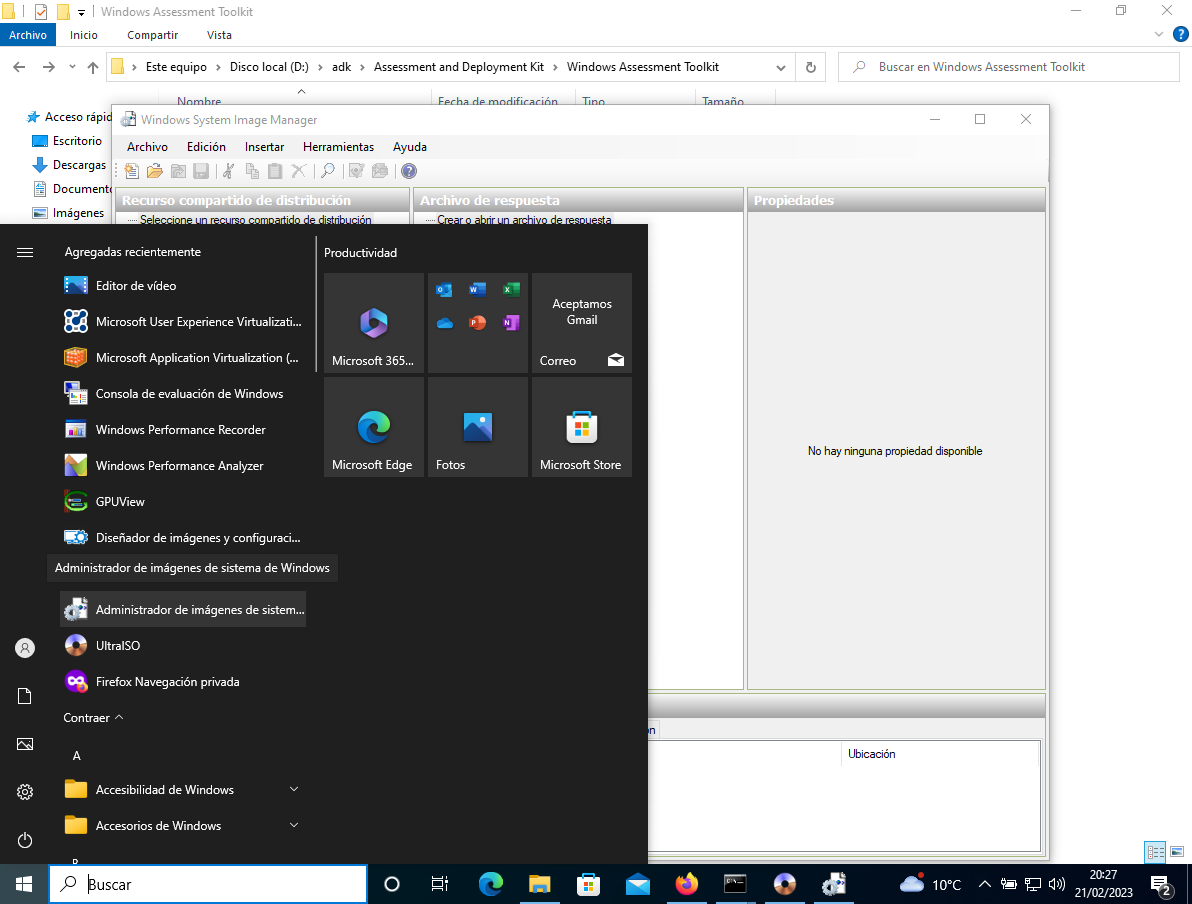 Windows Assessment Toolkit
Archivo Inicio Compartir Vista
Este equipo Disco local (D:) adk Assessment and Deployment Kit Windows Assessment Toolkit
Buscar en Windows Assessment Toolkit
Nombre Fecha de modificación Tipo Tamaño
Acceso rápid
Escritorio
Descargas
Documento
Imágenes
Windows System Image Manager
Archivo Edición Insertar Herramientas Ayuda
Recurso compartido de distribución
Seleccione un recurso compartido de distribución
Archivo de respuesta
Crear o abrir un archivo de respuesta
Propiedades
No hay ninguna propiedad disponible
Ubicación
Agregadas recientemente
Editor de vídeo
Microsoft User Experience Virtualizati...
Microsoft Application Virtualization (...
Consola de evaluación de Windows
Windows Performance Recorder
Windows Performance Analyzer
GPUView
Diseñador de imágenes y configuraci...
Administrador de imágenes de sistema de Windows
Administrador de imágenes de sistem...
UltraISO
Firefox Navegación privada
Contraer
A
Accesibilidad de Windows
Accesorios de Windows
Productividad
Microsoft 365...
Aceptamos
Gmail
Correo
Microsoft Edge
Fotos
Microsoft Store
Buscar
10°C
20:27
21/02/2023
2